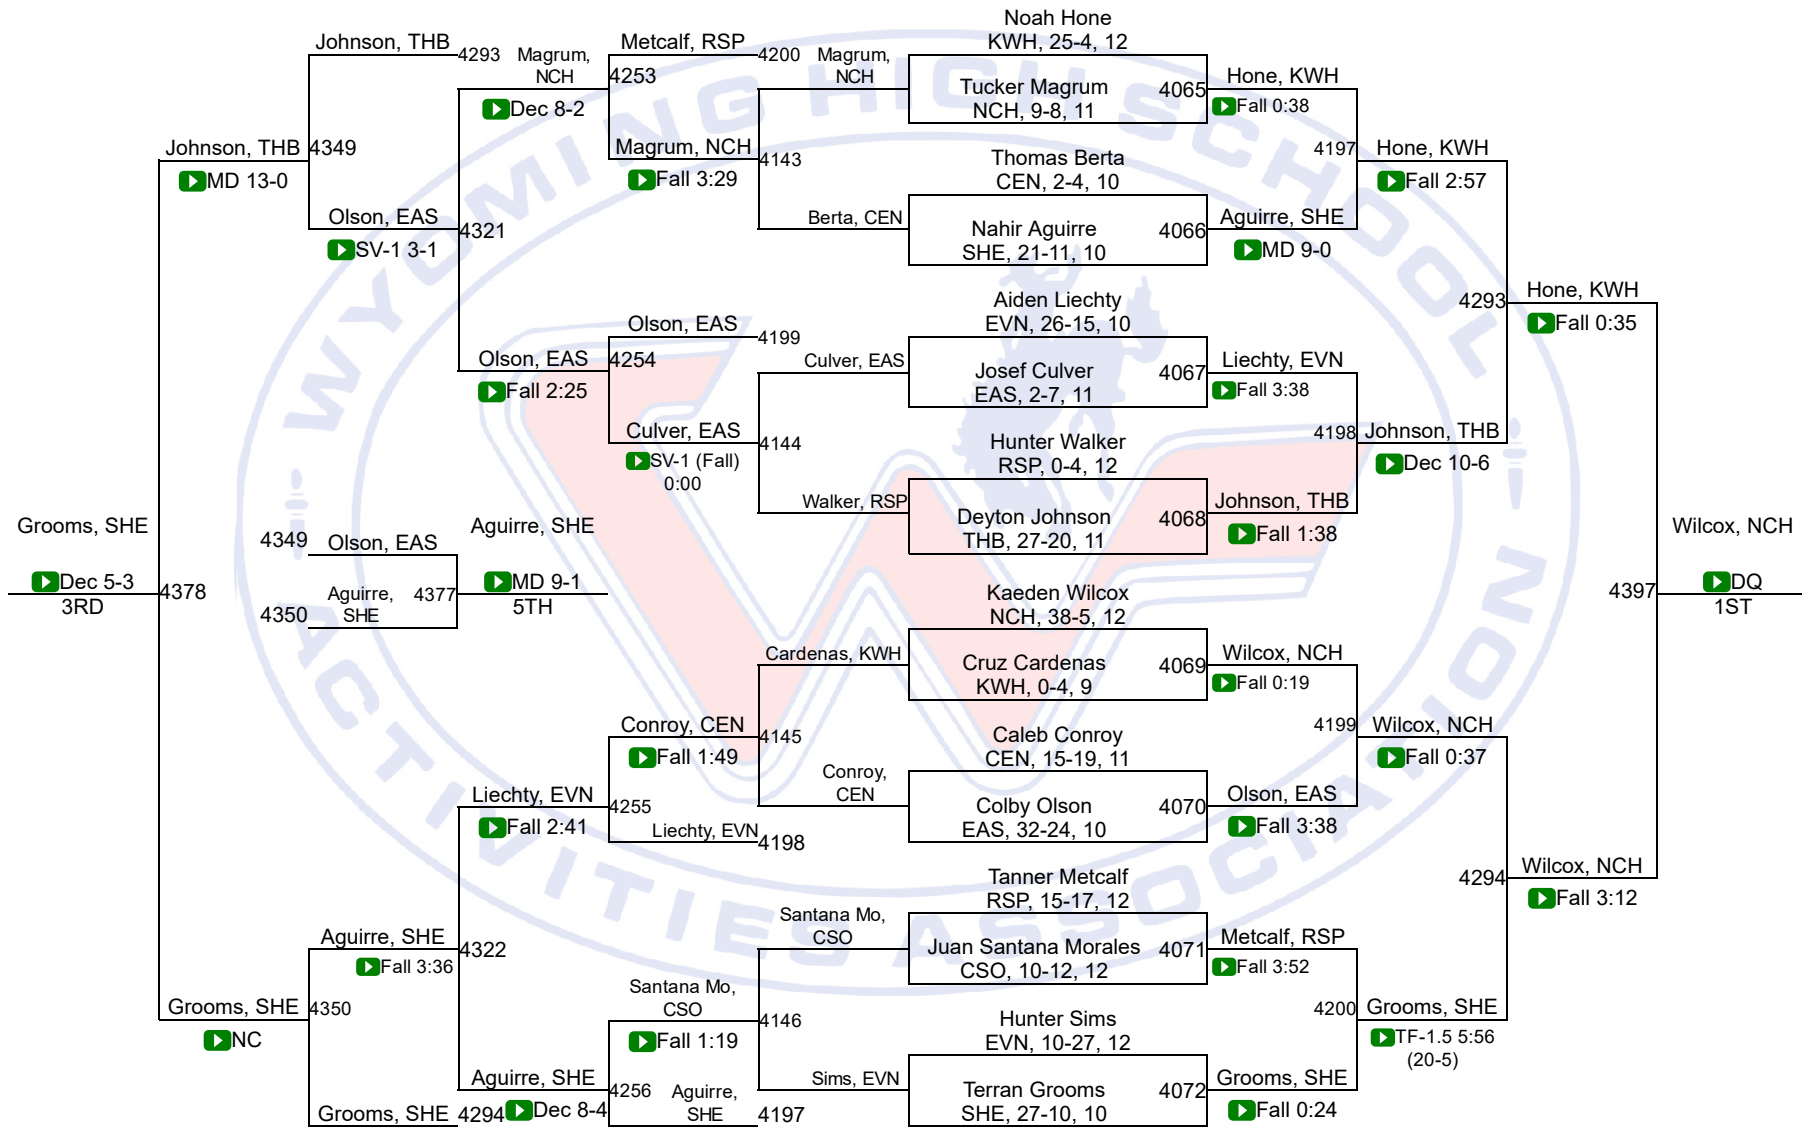 Noah Hone
KWH, 25-4, 12
Tucker Magrum
NCH, 9-8, 11
4065
Thomas Berta
CEN, 2-4, 10
Nahir Aguirre
SHE, 21-11, 10
4066
Aiden Liechty
EVN, 26-15, 10
Josef Culver
EAS, 2-7, 11
4067
Hunter Walker
RSP, 0-4, 12
Deyton Johnson
THB, 27-20, 11
4068
Kaeden Wilcox
NCH, 38-5, 12
Cruz Cardenas
KWH, 0-4, 9
4069
Caleb Conroy
CEN, 15-19, 11
Colby Olson
EAS, 32-24, 10
4070
Tanner Metcalf
RSP, 15-17, 12
Juan Santana Morales
CSO, 10-12, 12
4071
Hunter Sims
EVN, 10-27, 12
Terran Grooms
SHE, 27-10, 10
4072
Hone, KWH
Fall 0:38
4197
Aguirre, SHE
MD 9-0
Liechty, EVN
Fall 3:38
4198
Johnson, THB
Fall 1:38
Wilcox, NCH
Fall 0:19
4199
Olson, EAS
Fall 3:38
Metcalf, RSP
Fall 3:52
4200
Grooms, SHE
Fall 0:24
Hone, KWH
Fall 2:57
4293
Johnson, THB
Dec 10-6
Wilcox, NCH
Fall 0:37
4294
Grooms, SHE
TF-1.5 5:56
(20-5)
Hone, KWH
Fall 0:35
4397
Wilcox, NCH
Fall 3:12
Wilcox, NCH
DQ
1ST
Magrum,
NCH
4143
Berta, CEN
Culver, EAS
4144
Walker, RSP
Cardenas, KWH
4145
Conroy,
CEN
Santana Mo,
CSO
4146
Sims, EVN
Metcalf, RSP
4200
4253
Magrum, NCH
Fall 3:29
Olson, EAS
4199
4254
Culver, EAS
SV-1 (Fall)
0:00
Conroy, CEN
Fall 1:49
4255
Liechty, EVN
4198
Santana Mo,
CSO
Fall 1:19
4256
Aguirre,
SHE
4197
Magrum,
NCH
Dec 8-2
4321
Olson, EAS
Fall 2:25
Liechty, EVN
Fall 2:41
4322
Aguirre, SHE
Dec 8-4
Johnson, THB
4293
4349
Olson, EAS
SV-1 3-1
Aguirre, SHE
Fall 3:36
4350
Grooms, SHE
4294
Johnson, THB
MD 13-0
4378
Grooms, SHE
NC
Grooms, SHE
Dec 5-3
3RD
4349
Olson, EAS
4350
Aguirre,
SHE
4377
Aguirre, SHE
MD 9-1
5TH
WYOMING HIGH SCHOOL
ACTIVITIES ASSOCIATION